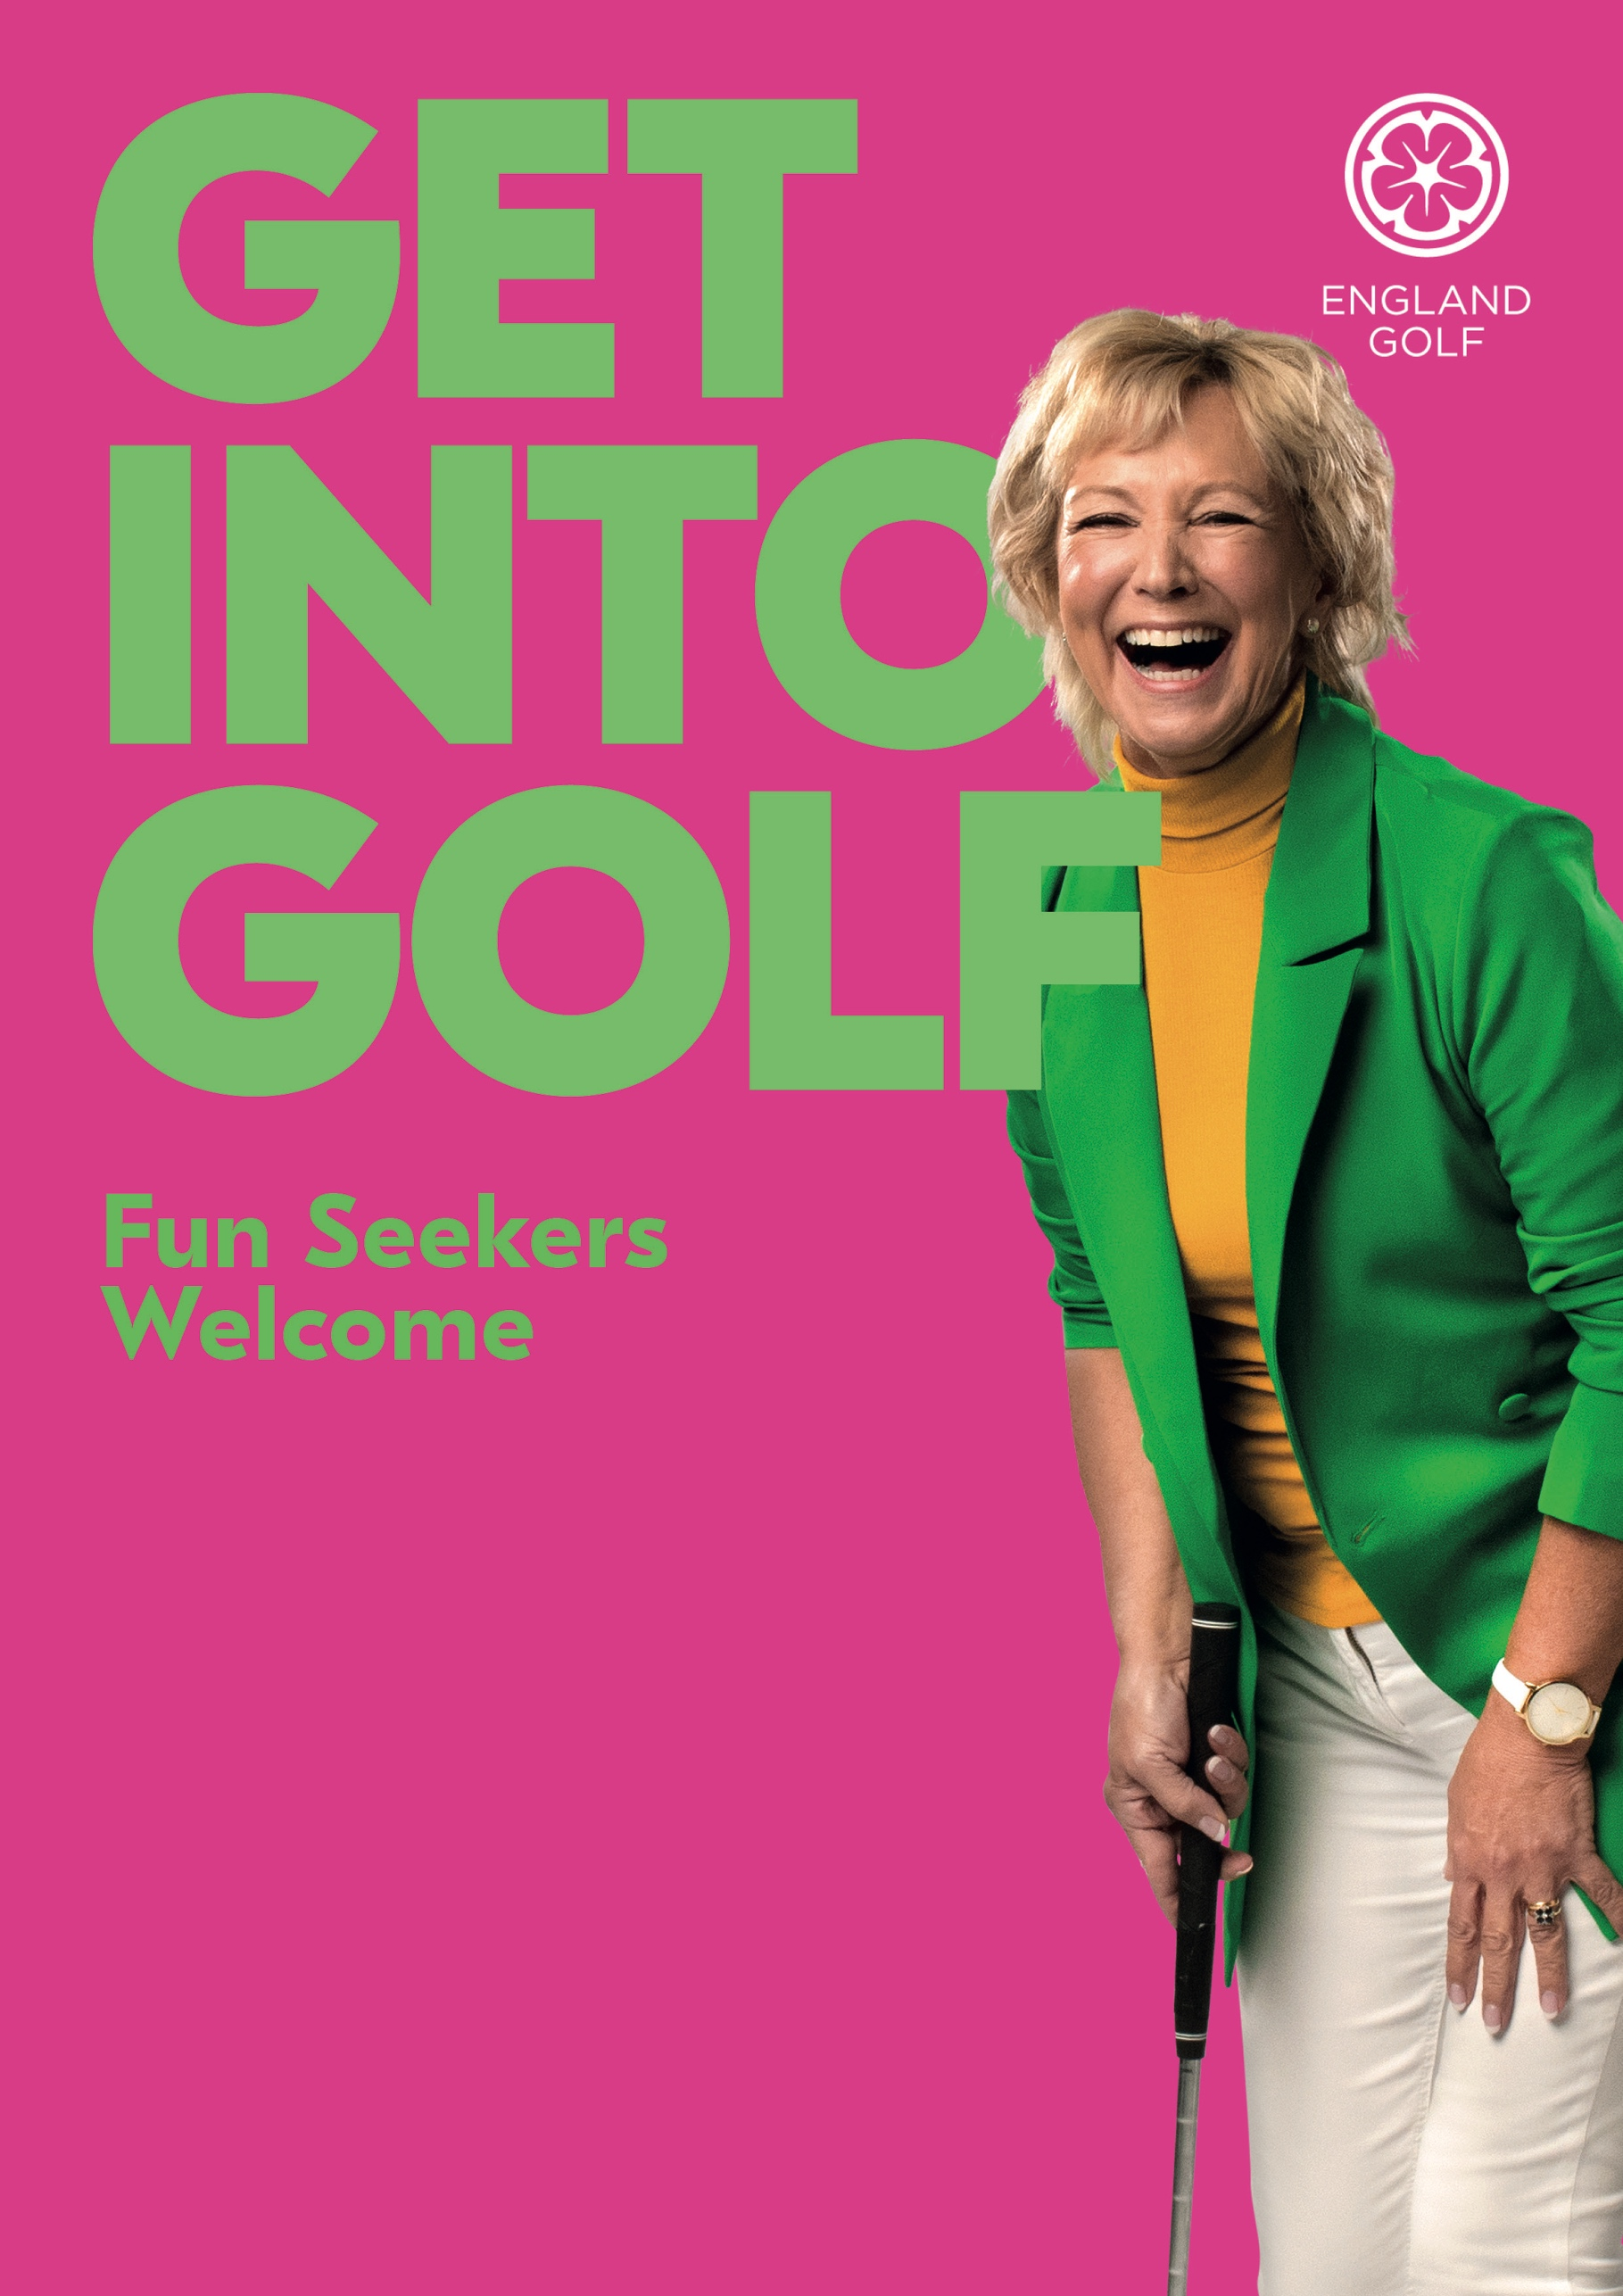 GET
INTO
GOLF
ENGLAND
GOLF
Fun Seekers
Welcome